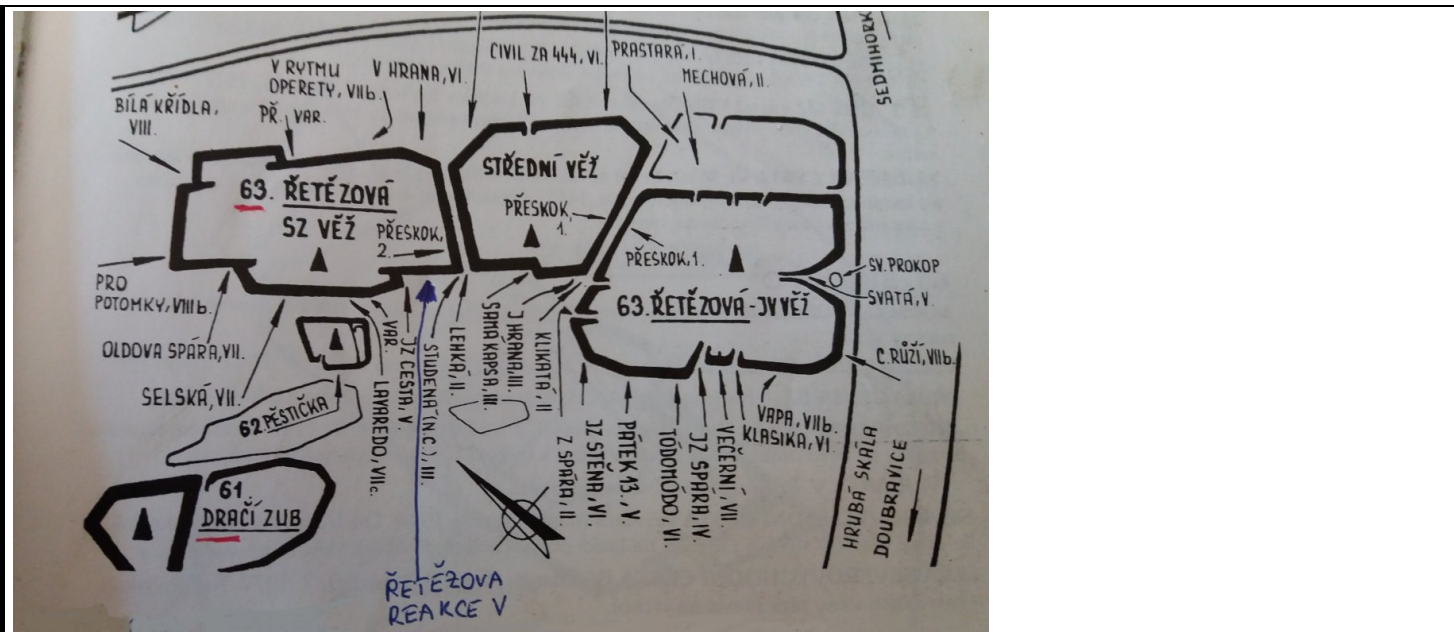 SEDMIHORK
V RYTMU
OPERETY, VIIb.
V HRANA, VI.
CIVIL ZA 444, VI.
PRASTARÁ, I.
MECHOVÁ, II.
BÍLÁ KŘÍDLA,
VIII.
PŘ. VAR.
63. ŘETĚZOVÁ
SZ VĚŽ
PŘESKOK,
2.
STŘEDNÍ VĚŽ
PŘESKOK,
1.
PŘESKOK, 1.
SV. PROKOP
SVATÁ, V.
63. ŘETĚZOVÁ - JV VĚŽ
PRO
POTOMKY, VIIIb.
OLDOVA SPÁRA, VII.
SELSKÁ, VII.
62. PĚSTIČKA
VAR.
LAVAREDO, VIIc.
JZ CESTA, V.
STUDENÁ (N.C.), III.
LEHKÁ, II.
SAMÁ KAPSA, III.
J HRANA, III.
KLIKATÁ, II
Z SPÁRA, II.
JZ STĚNA, VI.
PÁTEK 13., V.
TÓDOMÓDO, VI.
JZ SPÁRA, IV.
VEČERNÍ, VII.
KLASIKA, VI.
VAPA, VIIb.
C. RŮŽÍ, VIIb.
HRUBÁ SKÁLA
DOUBRAVICE
61.
DRAČÍ ZUB
ŘETĚZOVA
REAKCE V